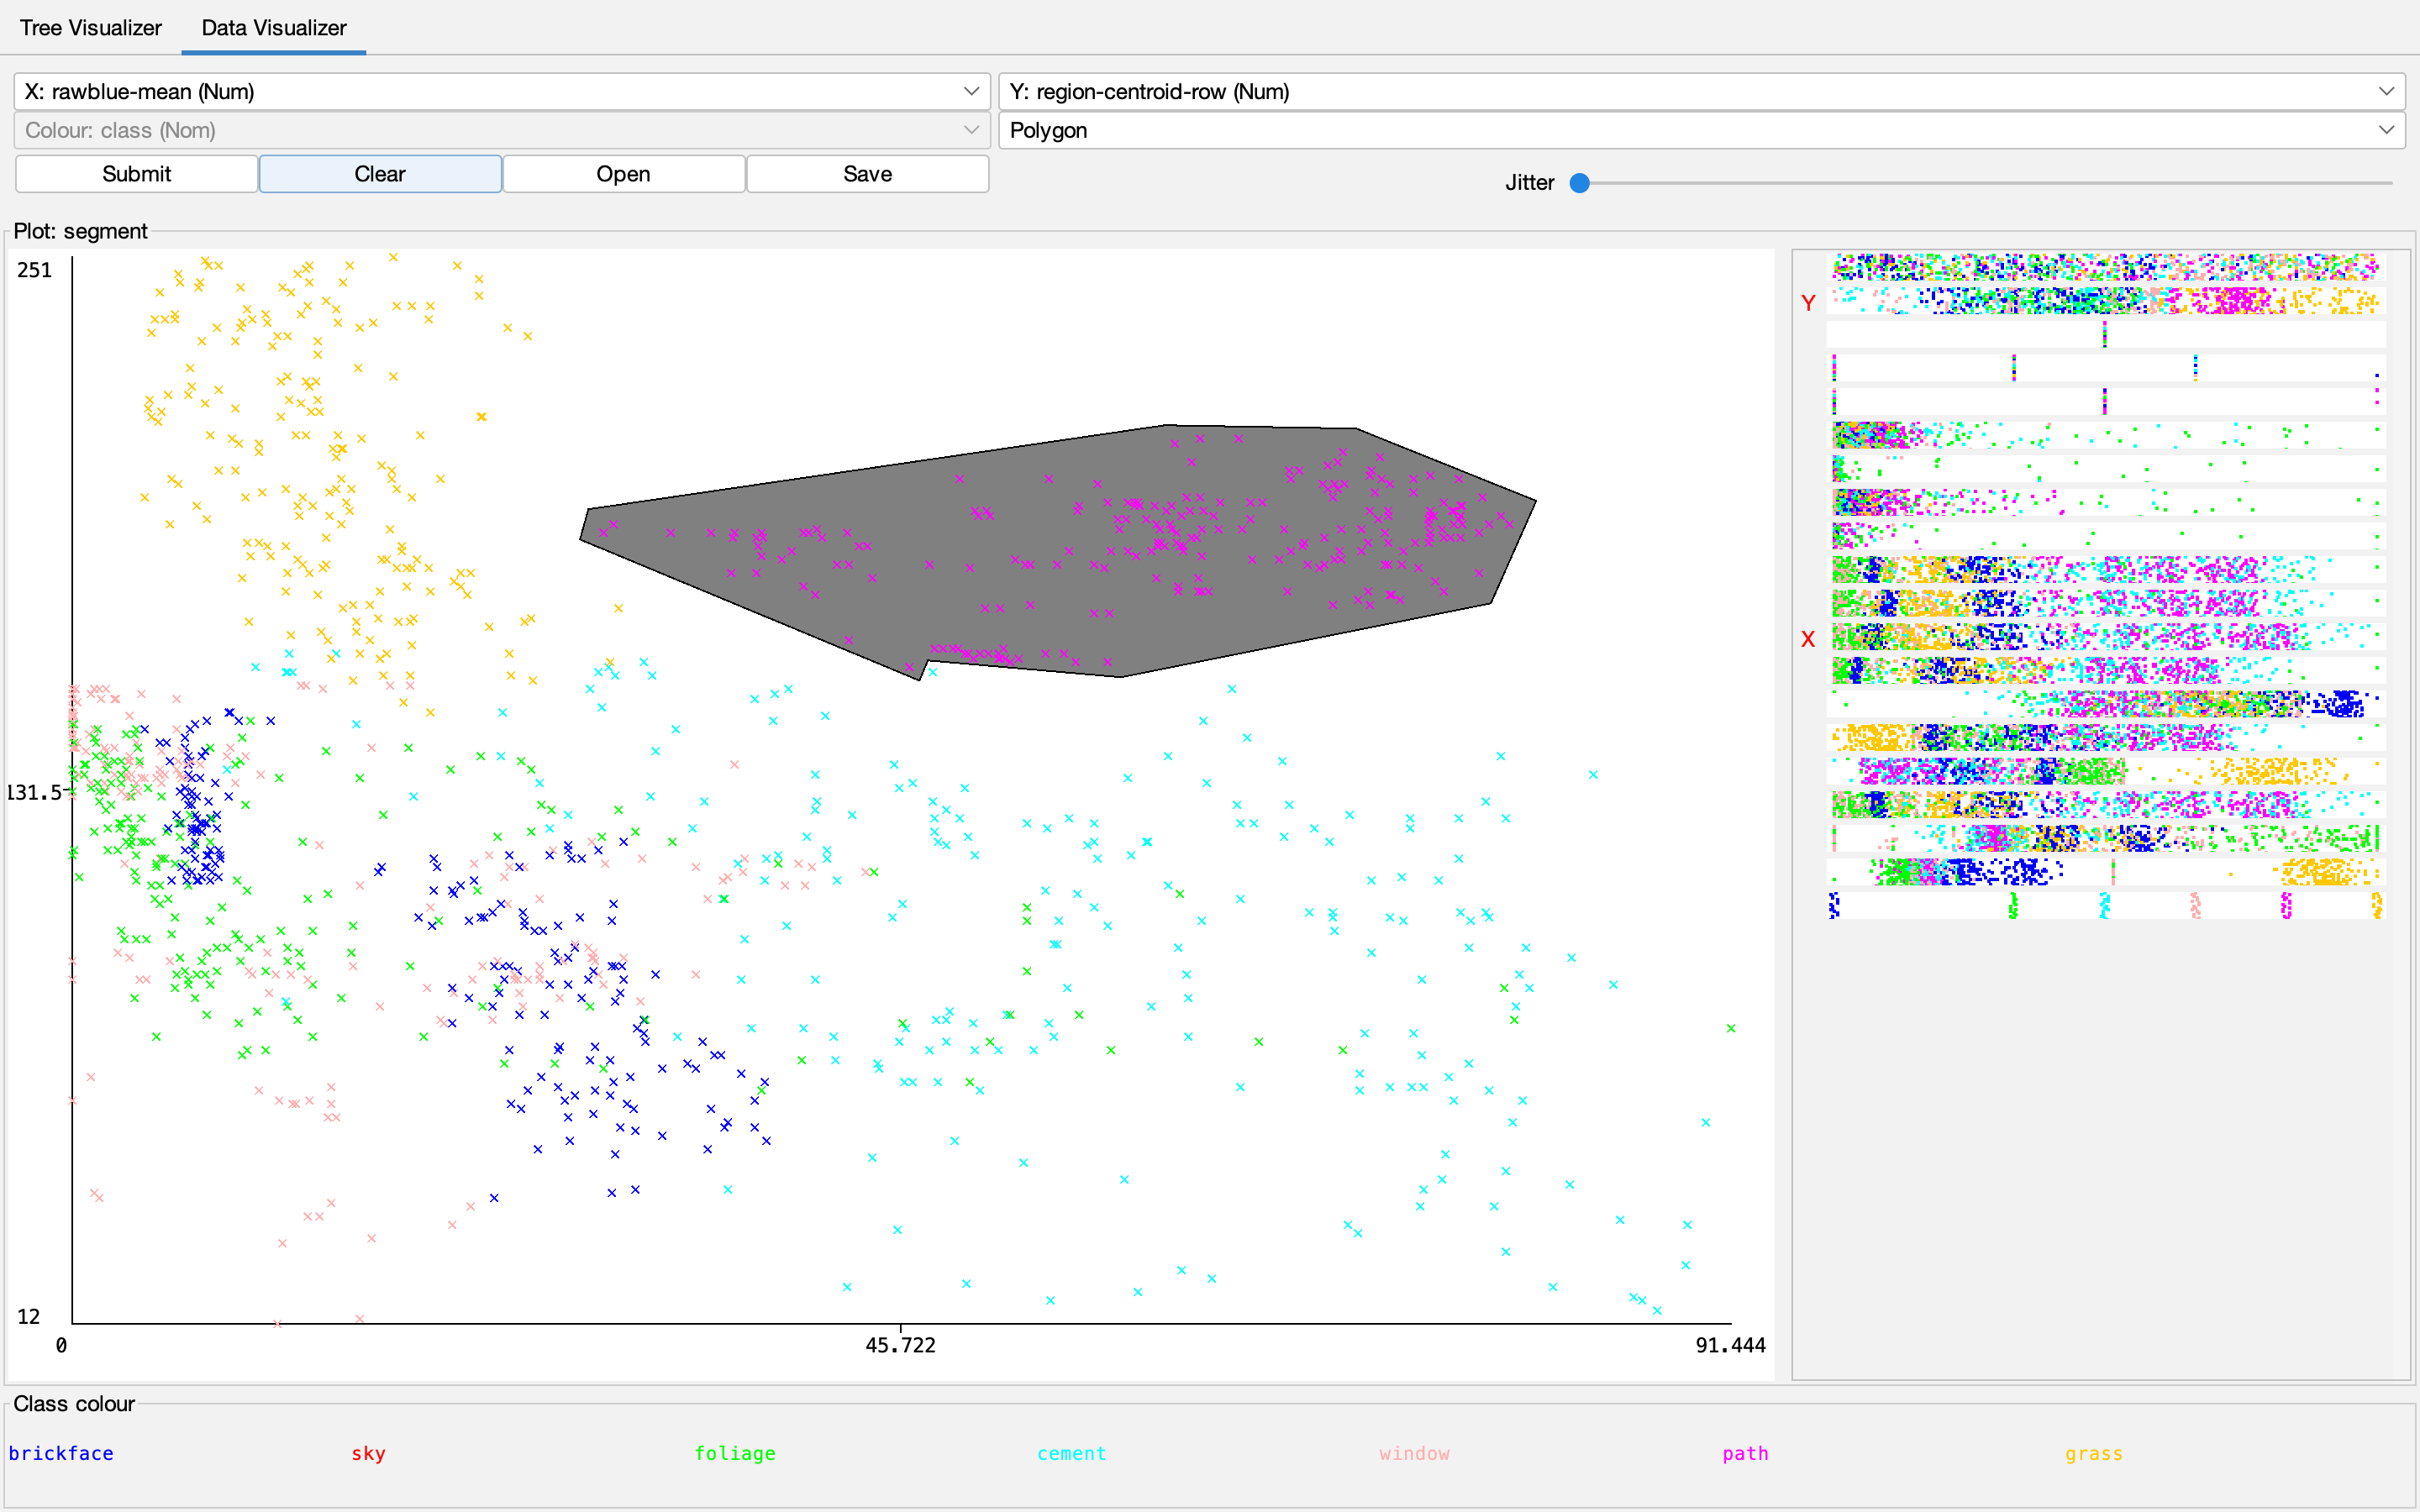 Tree Visualizer Data Visualizer
X: rawblue-mean (Num) Y: region-centroid-row (Num)
Colour: class (Nom) Polygon
Submit Clear Open Save Jitter
Plot: segment
251
Y
X
131.5
12
0 45.722 91.444
Class colour
brickface sky foliage cement window path grass